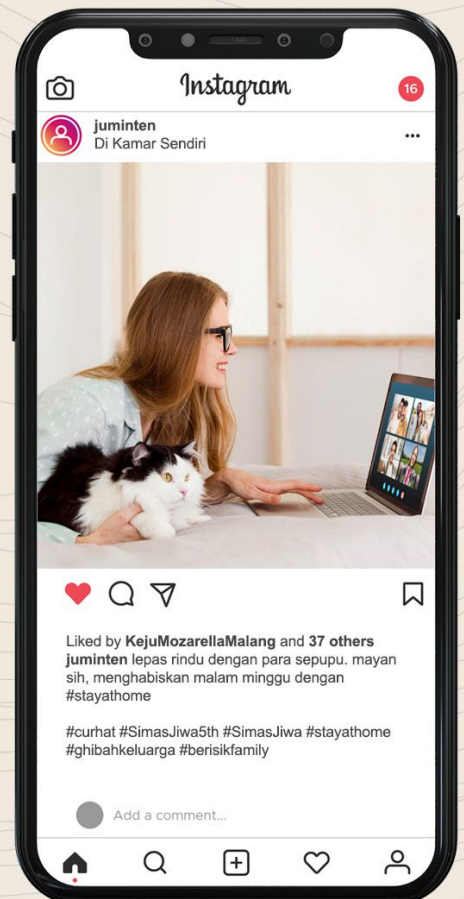 Instagram
16
juminten
Di Kamar Sendiri
Liked by KejuMozarellaMalang and 37 others
juminten lepas rindu dengan para sepupu. mayan
sih, menghabiskan malam minggu dengan
#stayathome
#curhat #SimasJiwa5th #SimasJiwa #stayathome
#ghibahkeluarga #berisikfamily
Add a comment...